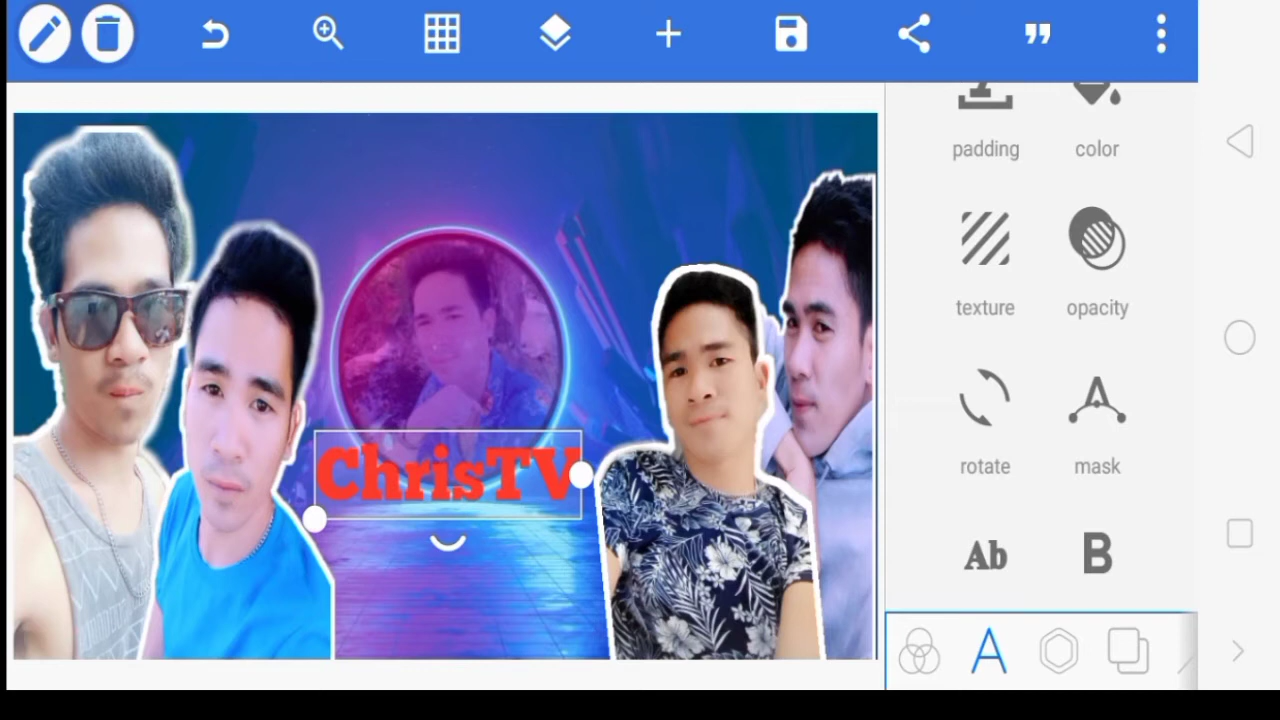 padding color
ChrisTV
texture opacity
rotate mask
Ab B
A